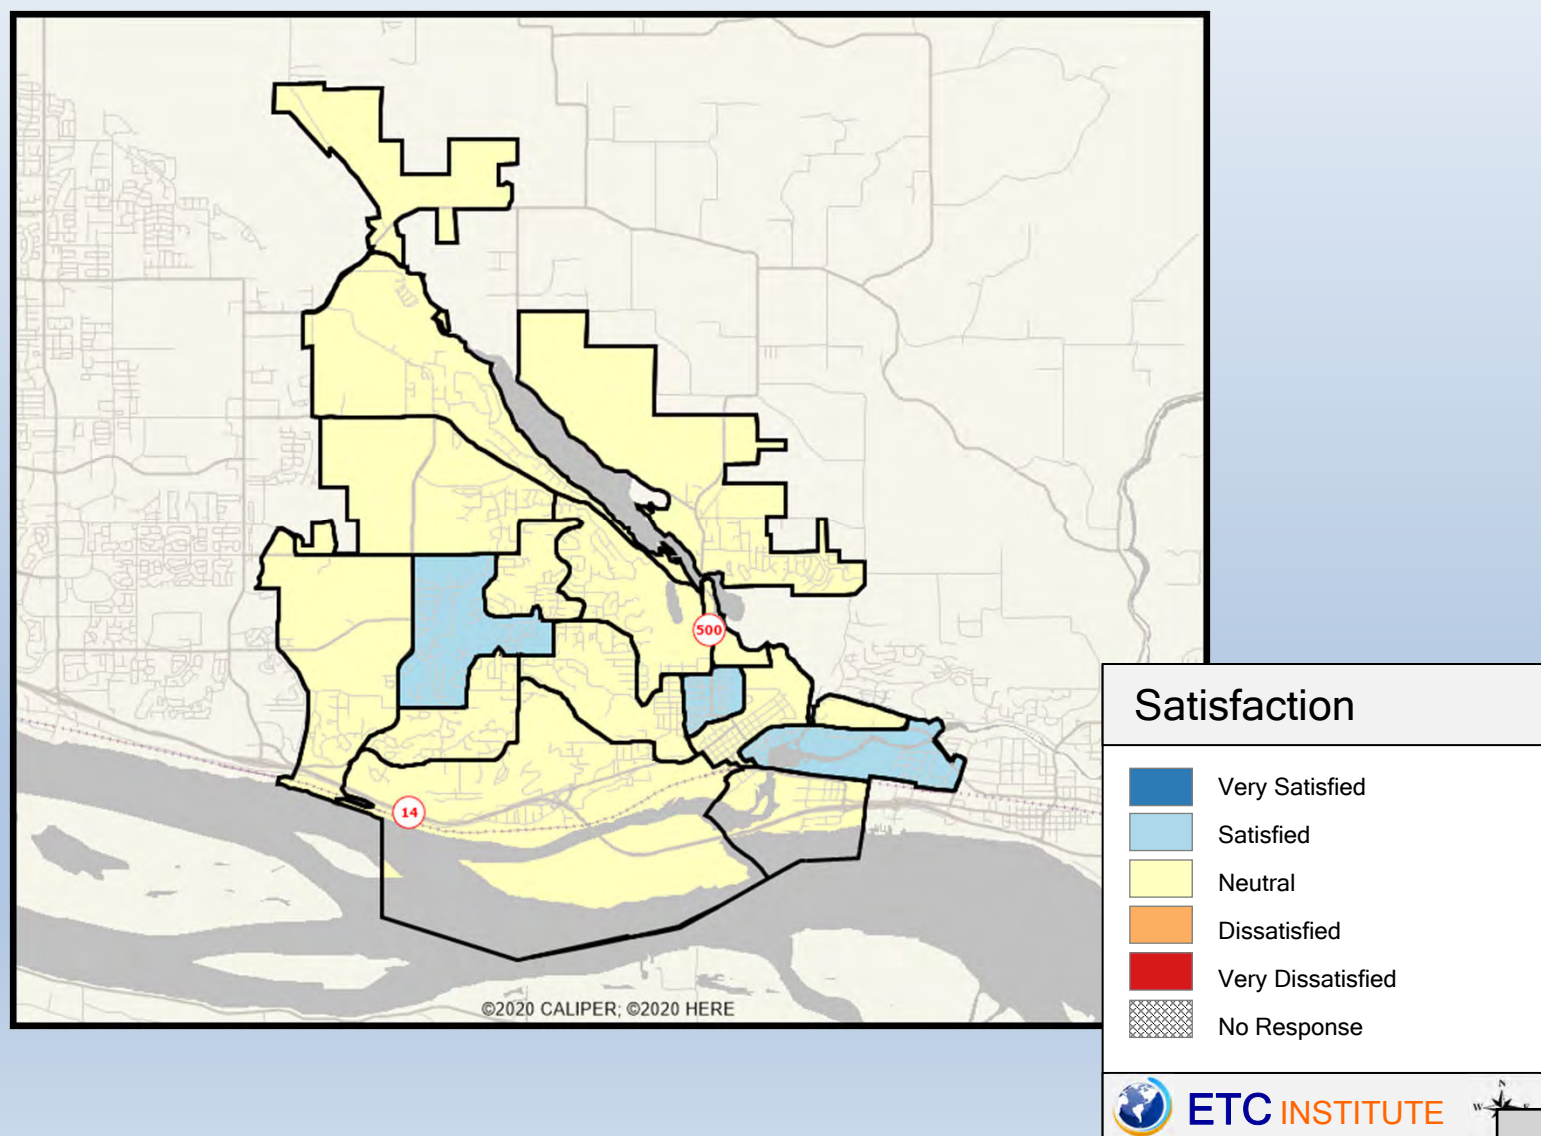 500
14
©2020 CALIPER; ©2020 HERE
Satisfaction
Very Satisfied
Satisfied
Neutral
Dissatisfied
Very Dissatisfied
No Response
ETC INSTITUTE
N
W E